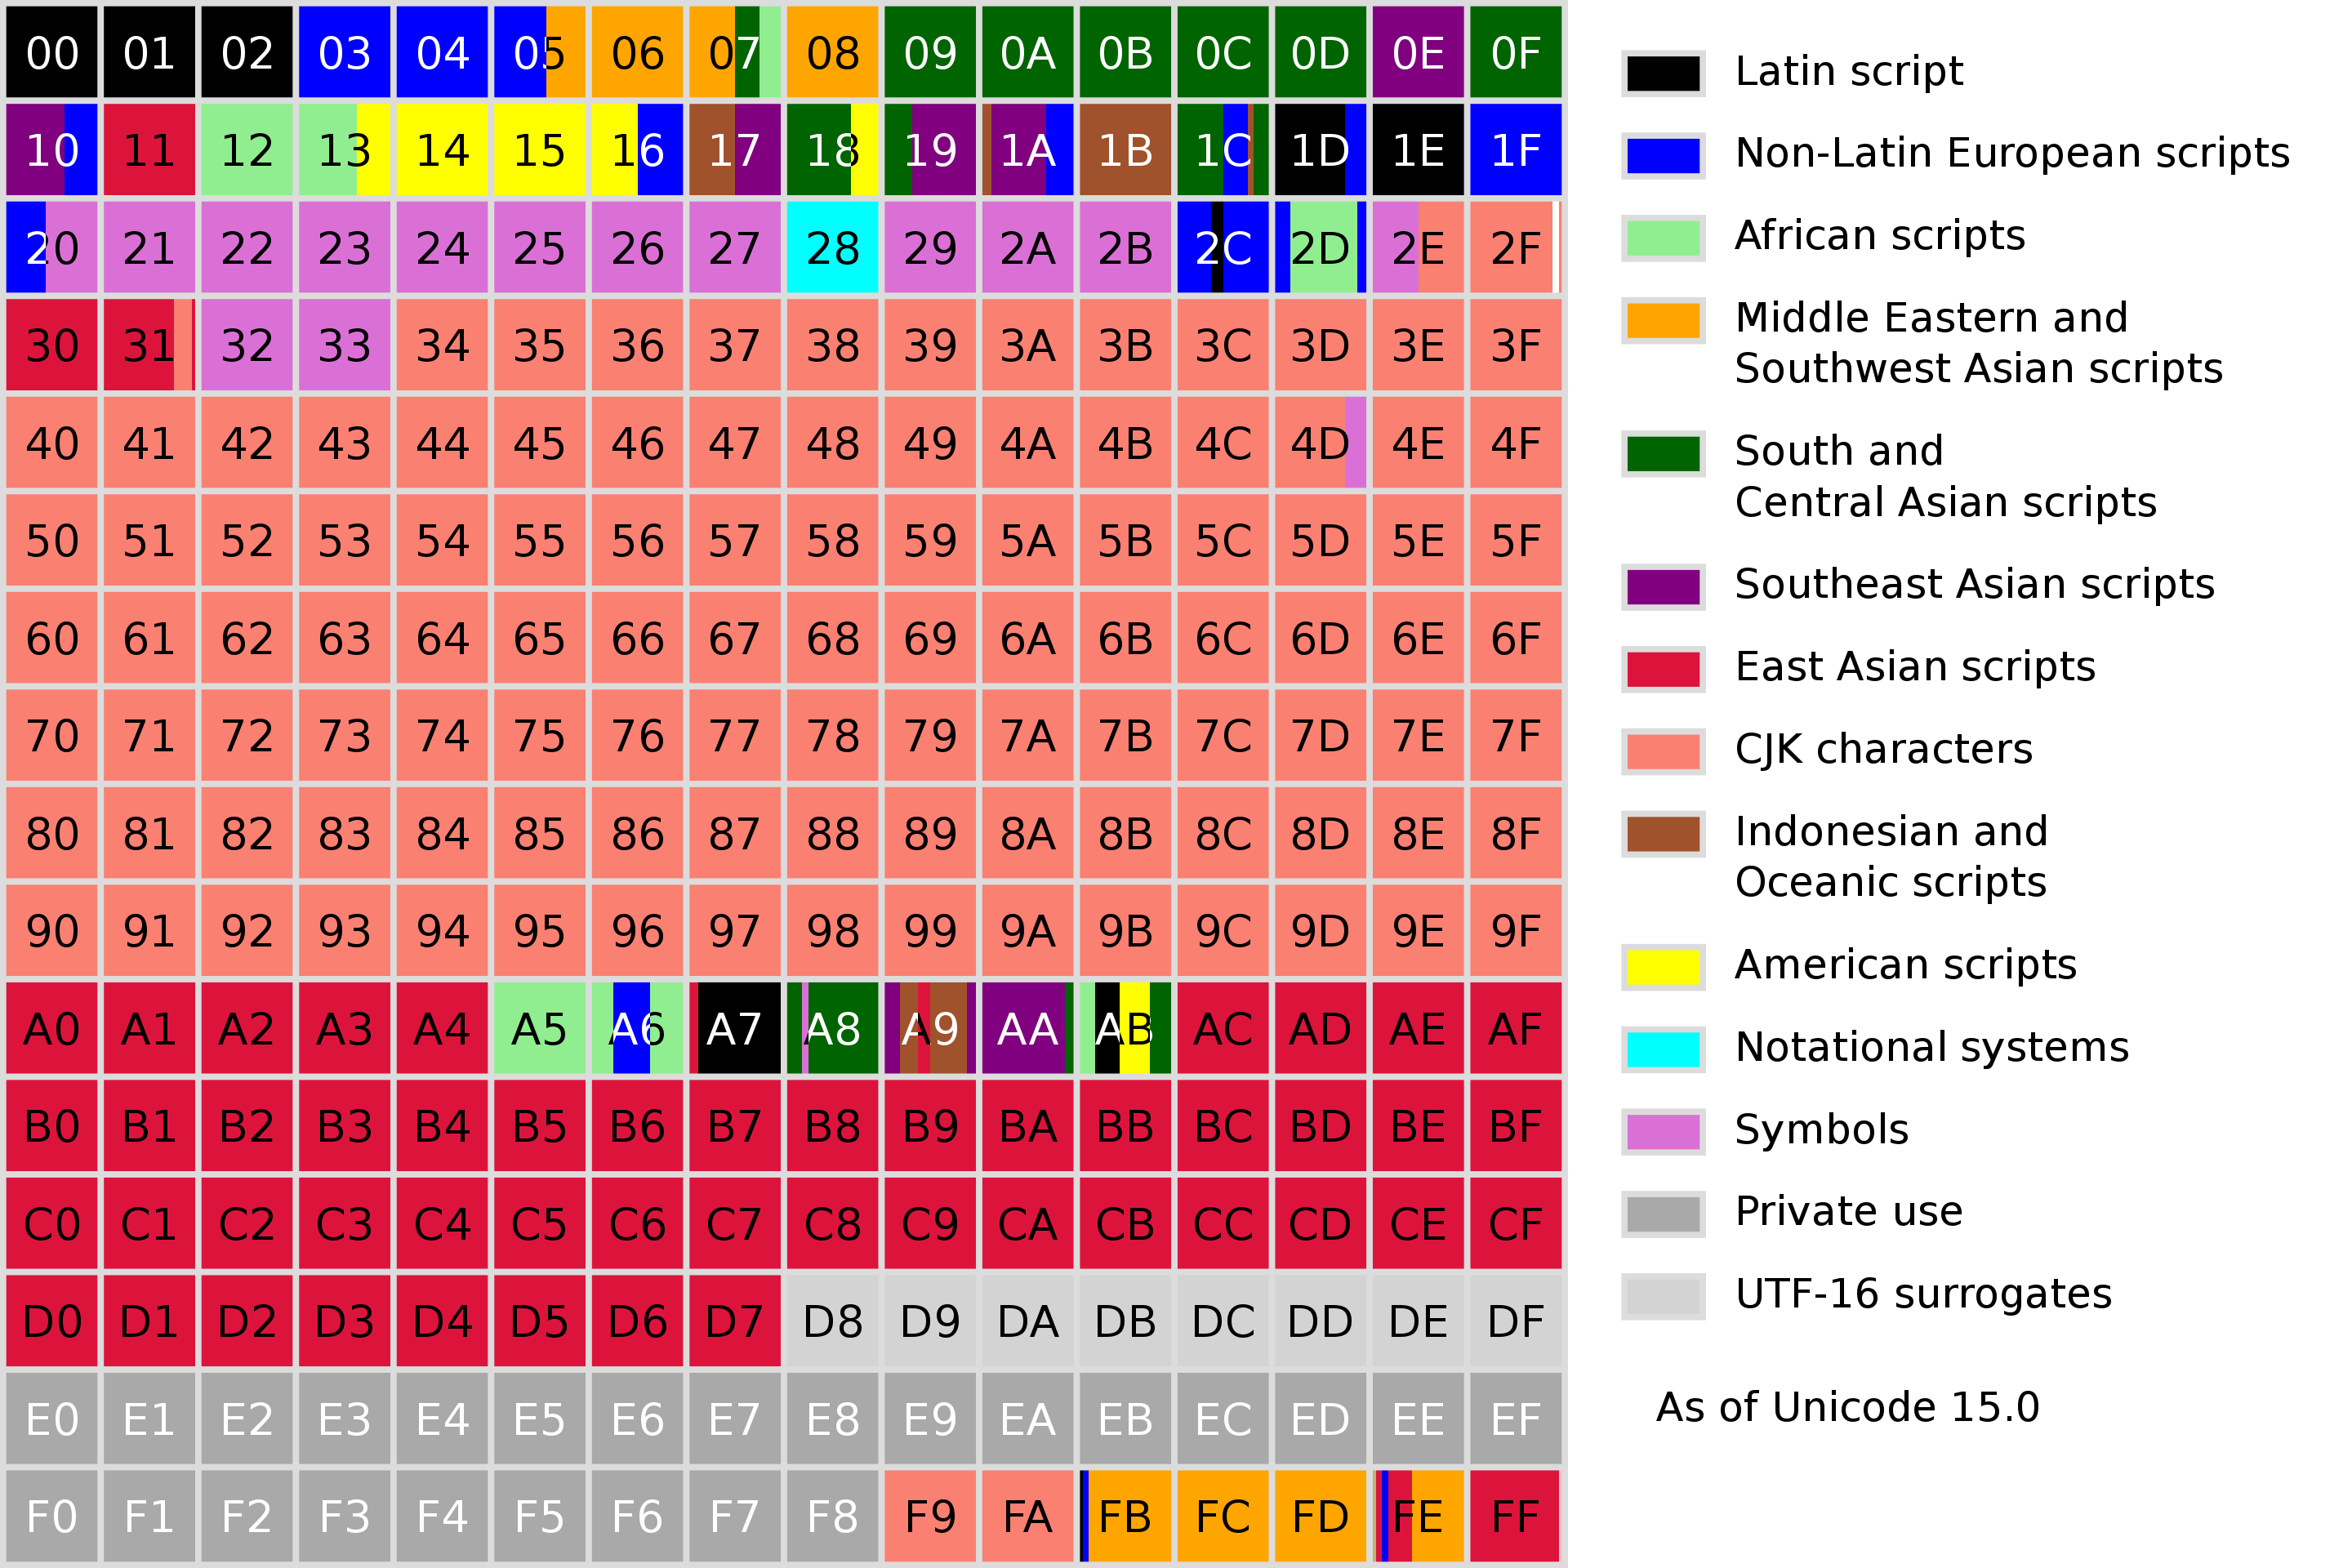 00 01 02 03 04 05 06 07 08 09 0A 0B 0C 0D 0E 0F
10 11 12 13 14 15 16 17 18 19 1A 1B 1C 1D 1E 1F
20 21 22 23 24 25 26 27 28 29 2A 2B 2C 2D 2E 2F
30 31 32 33 34 35 36 37 38 39 3A 3B 3C 3D 3E 3F
40 41 42 43 44 45 46 47 48 49 4A 4B 4C 4D 4E 4F
50 51 52 53 54 55 56 57 58 59 5A 5B 5C 5D 5E 5F
60 61 62 63 64 65 66 67 68 69 6A 6B 6C 6D 6E 6F
70 71 72 73 74 75 76 77 78 79 7A 7B 7C 7D 7E 7F
80 81 82 83 84 85 86 87 88 89 8A 8B 8C 8D 8E 8F
90 91 92 93 94 95 96 97 98 99 9A 9B 9C 9D 9E 9F
A0 A1 A2 A3 A4 A5 A6 A7 A8 A9 AA AB AC AD AE AF
B0 B1 B2 B3 B4 B5 B6 B7 B8 B9 BA BB BC BD BE BF
C0 C1 C2 C3 C4 C5 C6 C7 C8 C9 CA CB CC CD CE CF
D0 D1 D2 D3 D4 D5 D6 D7 D8 D9 DA DB DC DD DE DF
E0 E1 E2 E3 E4 E5 E6 E7 E8 E9 EA EB EC ED EE EF
F0 F1 F2 F3 F4 F5 F6 F7 F8 F9 FA FB FC FD FE FF
Latin script
Non-Latin European scripts
African scripts
Middle Eastern and
Southwest Asian scripts
South and
Central Asian scripts
Southeast Asian scripts
East Asian scripts
CJK characters
Indonesian and
Oceanic scripts
American scripts
Notational systems
Symbols
Private use
UTF-16 surrogates
As of Unicode 15.0